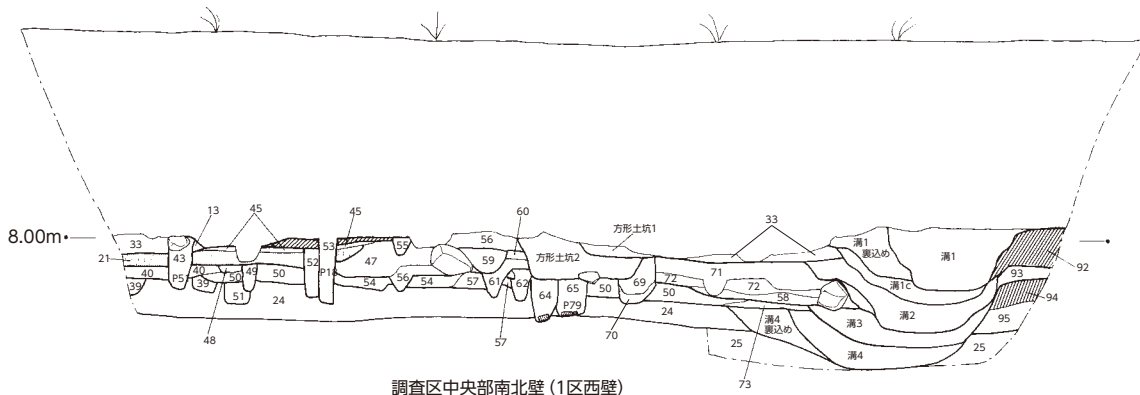 13 45 45 60 33
方形土坑1
8.00m
33 43 53 55 56 方形土坑2 溝1 裏込め 溝1
21 52 P18 47 59 71 92
40 P51 40 39 50 49 50 56 61 65 50 69 72 72 溝1c 93
39 51 24 54 54 57 62 64 P79 50 58 溝2 94
48 57 70 24 溝4 裏込め 溝3 95
25 溝4 25
73
調査区中央部南北壁 (1区西壁)